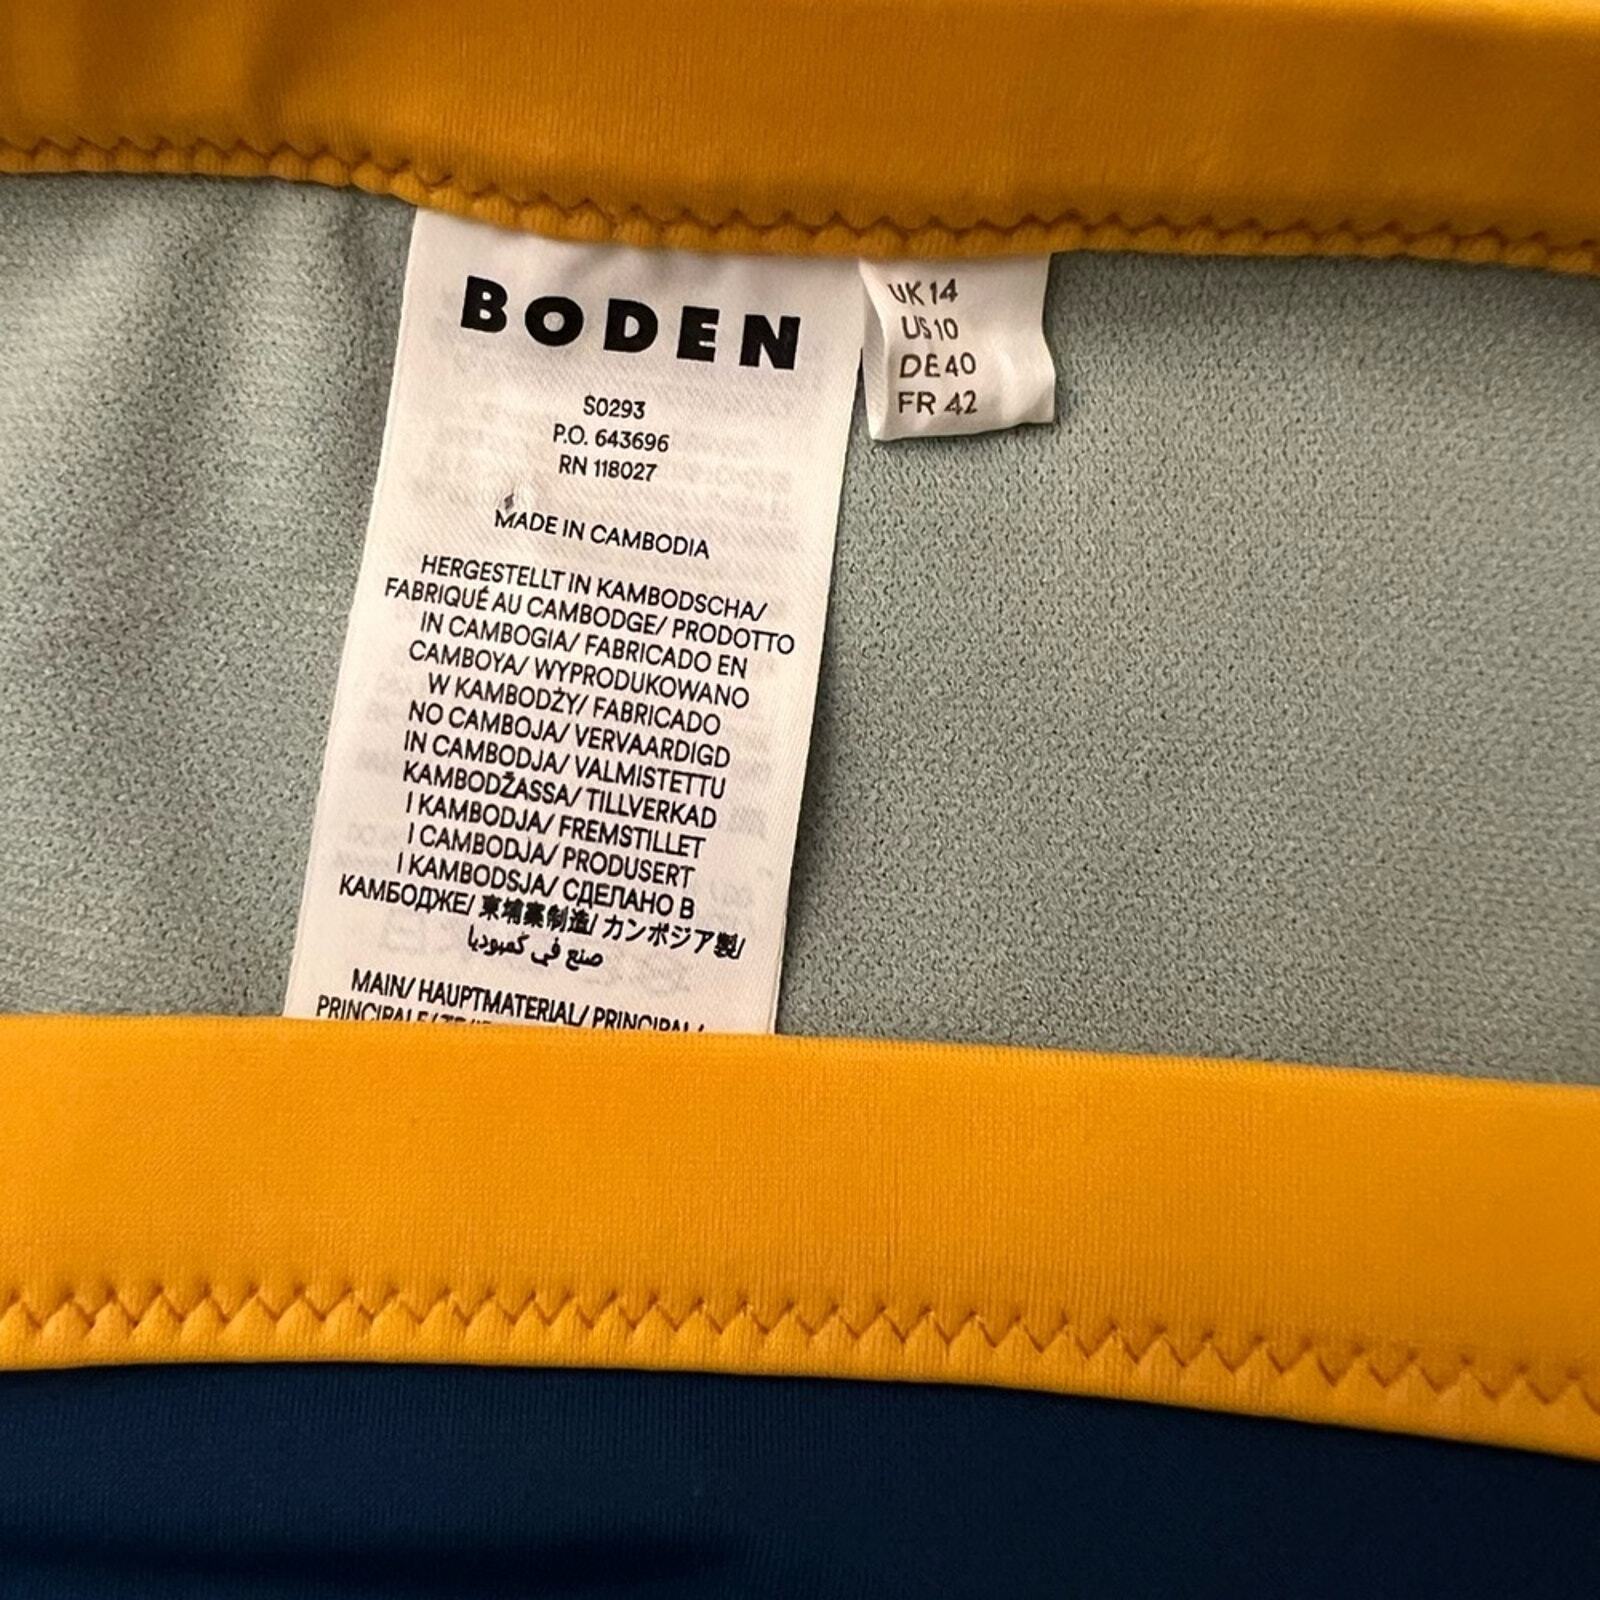 BODEN
S0293
P.O. 643696
RN 118027
MADE IN CAMBODIA
HERGESTELLT IN KAMBODSCHA/
FABRIQUÉ AU CAMBODGE/ PRODOTTO
IN CAMBOGIA/ FABRICADO EN
CAMBOYA/ WYPRODUKOWANO
W KAMBODŻY/ FABRICADO
NO CAMBOJA/ VERVAARDIGD
IN CAMBODJA/ VALMISTETTU
KAMBODŽASSA/ TILLVERKAD
I KAMBODJA/ FREMSTILLET
I CAMBODJA/ PRODUSERT
I KAMBODSJA/ СДЕЛАНО В
КАМБОДЖЕ/ 柬埔寨制造/ カンボジア製/
صنع في كمبوديا
MAIN/ HAUPTMATERIAL/ PRINCIPAL/
PRINCIPALE/
UK 14
US 10
DE 40
FR 42